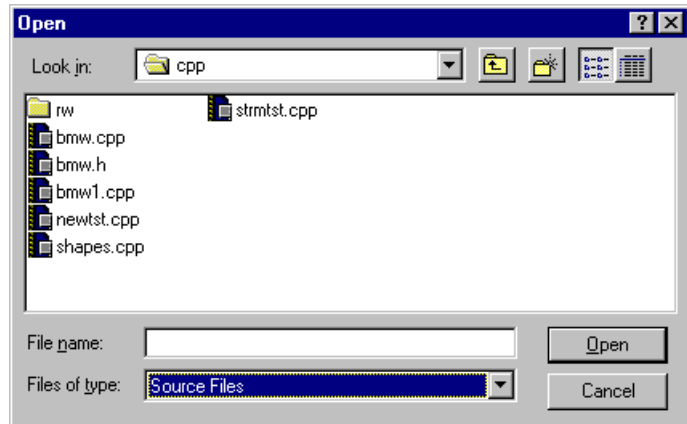 Open
Look in: cpp
rw strmtst.cpp
bmw.cpp
bmw.h
bmw1.cpp
newtst.cpp
shapes.cpp
File name: Open
Files of type: Source Files Cancel